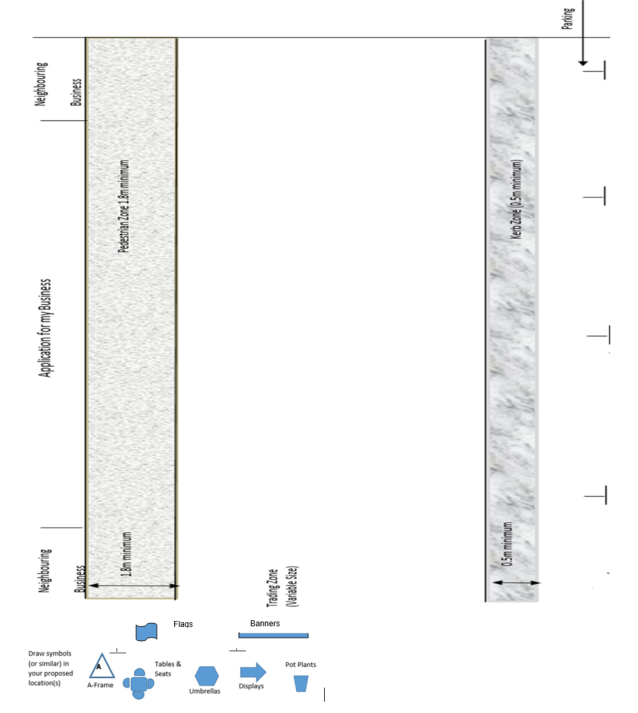 Parking
Neighbouring
Business
Pedestrian Zone 1.8m minimum
Kerb Zone (0.5m minimum)
Application for my Business
Neighbouring
Business
1.8m minimum
0.5m minimum
Trading Zone
(Variable Size)
Flags
Banners
Draw symbols
(or similar) in
your proposed
location(s)
A
A-Frame
Tables &
Seats
Umbrellas
Displays
Pot Plants